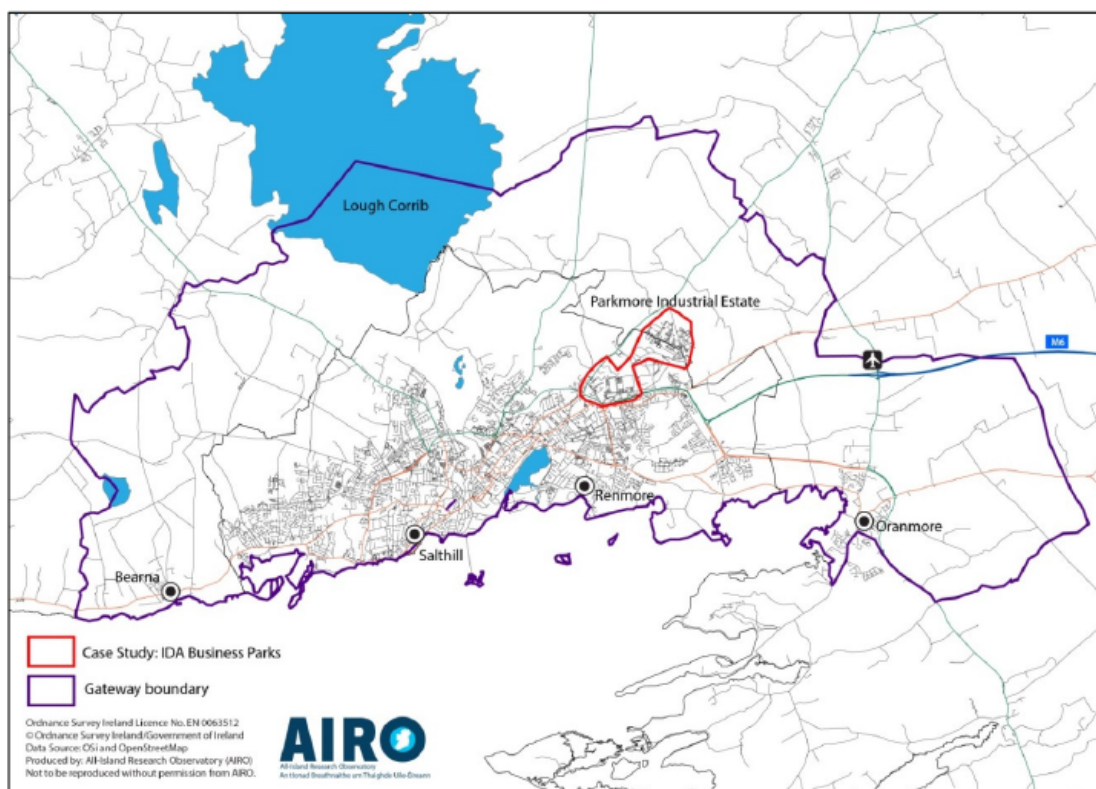 Lough Corrib
Parkmore Industrial Estate
M6
Renmore
Oranmore
Salthill
Bearna
Case Study: IDA Business Parks
Gateway boundary
Ordnance Survey Ireland Licence No. EN 0063512
© Ordnance Survey Ireland/Government of Ireland
Data Source: OSi and OpenStreetMap
Produced by: All-Island Research Observatory (AIRO)
Not to be reproduced without permission from AIRO.
AIRO
All-Island Research Observatory